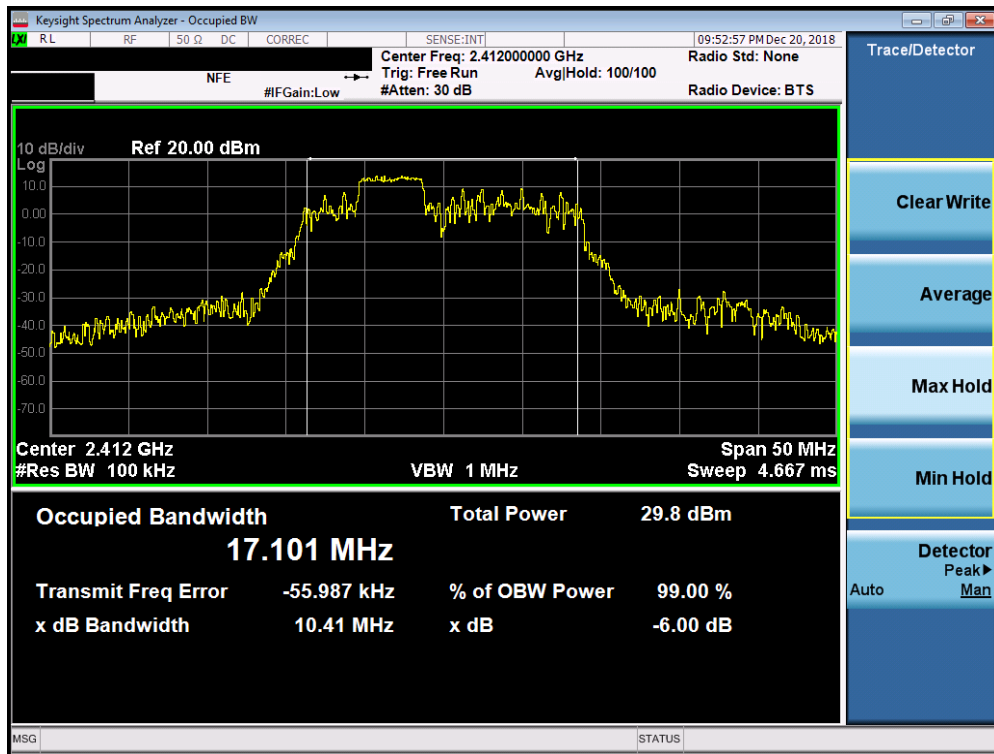 Keysight Spectrum Analyzer - Occupied BW
LXI RL RF 50 Ω DC CORREC SENSE:INT 09:52:57 PM Dec 20, 2018
Center Freq: 2.412000000 GHz Radio Std: None
NFE Trig: Free Run Avg|Hold: 100/100
#IFGain:Low #Atten: 30 dB Radio Device: BTS
10 dB/div Ref 20.00 dBm
Log
10.0
0.00
-10.0
-20.0
-30.0
-40.0
-50.0
-60.0
-70.0
Center 2.412 GHz Span 50 MHz
#Res BW 100 kHz VBW 1 MHz Sweep 4.667 ms
Occupied Bandwidth Total Power 29.8 dBm
17.101 MHz
Transmit Freq Error -55.987 kHz % of OBW Power 99.00 %
x dB Bandwidth 10.41 MHz x dB -6.00 dB
MSG STATUS
Trace/Detector
Clear Write
Average
Max Hold
Min Hold
Detector
Peak▶
Auto Man